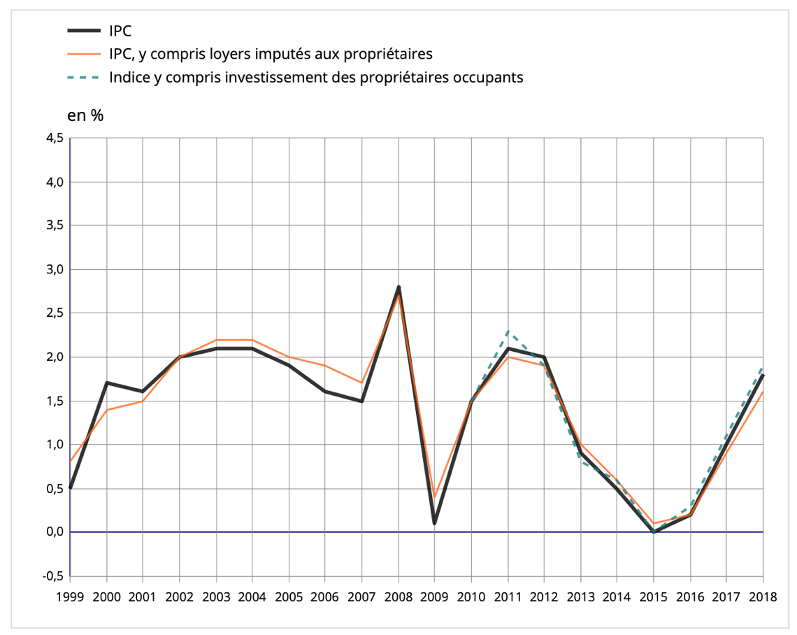 IPC
IPC, y compris loyers imputés aux propriétaires
Indice y compris investissement des propriétaires occupants
en %
4,5
4,0
3,5
3,0
2,5
2,0
1,5
1,0
0,5
0,0
-0,5
1999 2000 2001 2002 2003 2004 2005 2006 2007 2008 2009 2010 2011 2012 2013 2014 2015 2016 2017 2018